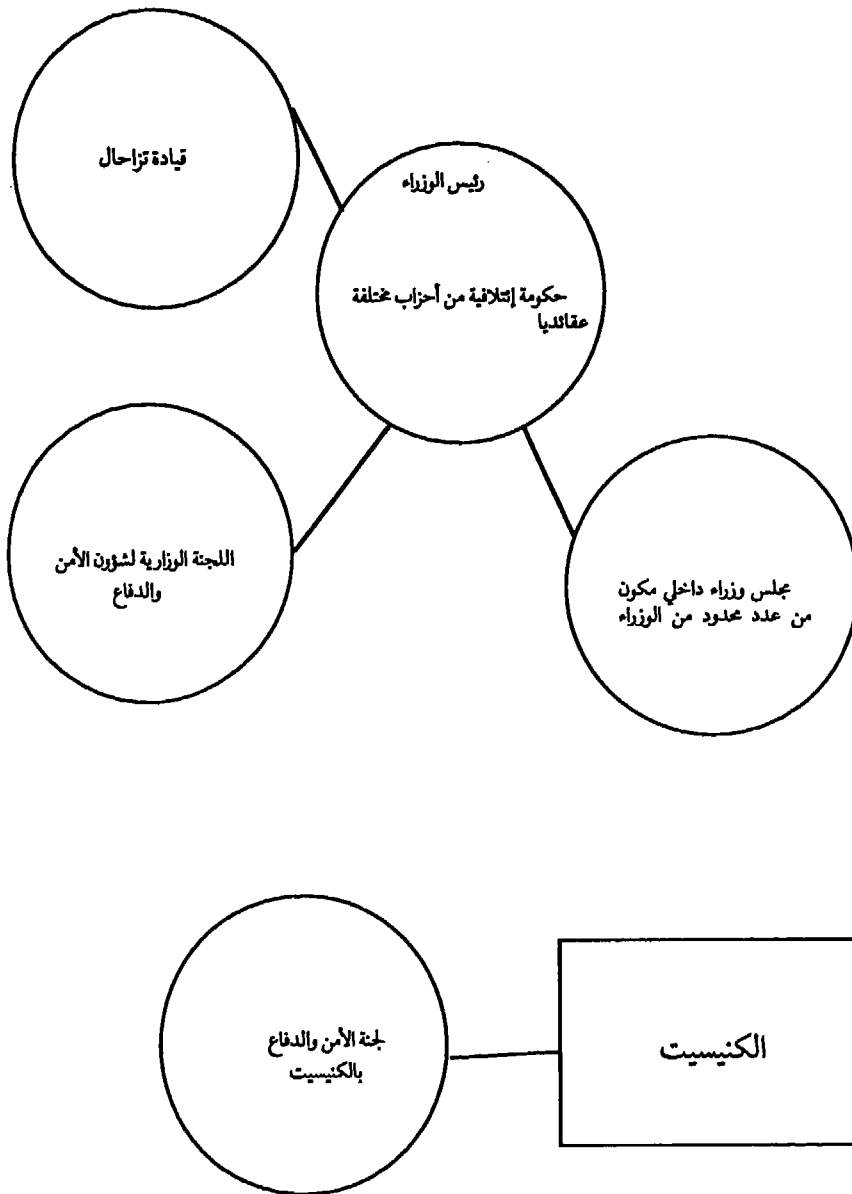 قيادة تزاحال
رئيس الوزراء
حكومة إئتلافية من أحزاب مختلفة
عقائديا
اللجنة الوزارية لشؤون الأمن
والدفاع
مجلس وزراء داخلي مكون
من عدد محدود من الوزراء
لجنة الأمن والدفاع
بالكنيسيت
الكنيسيت